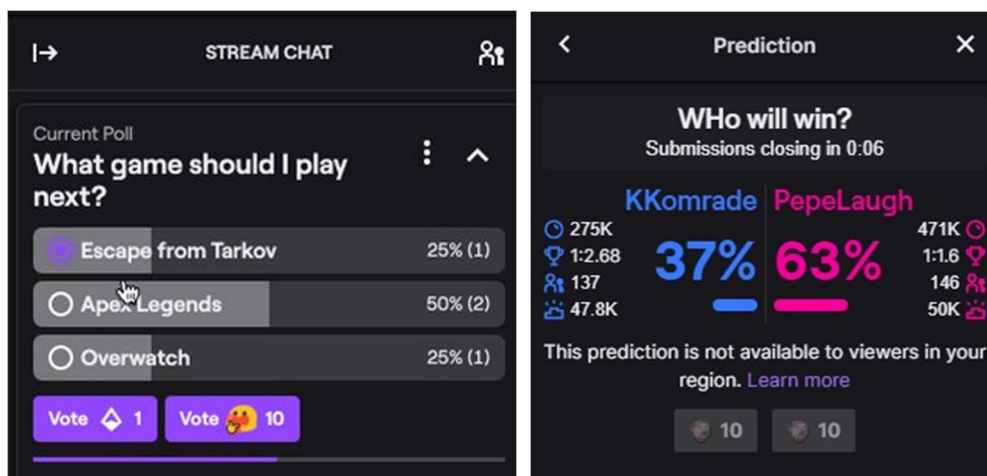 STREAM CHAT
Current Poll
What game should I play
next?
Escape from Tarkov 25% (1)
Apex Legends 50% (2)
Overwatch 25% (1)
Vote 1 Vote 10
Prediction
WHo will win?
Submissions closing in 0:06
KKomrade PepeLaugh
275K 471K
1:2.68 1:1.6
37% 63%
137 146
47.8K 50K
This prediction is not available to viewers in your
region. Learn more
10 10